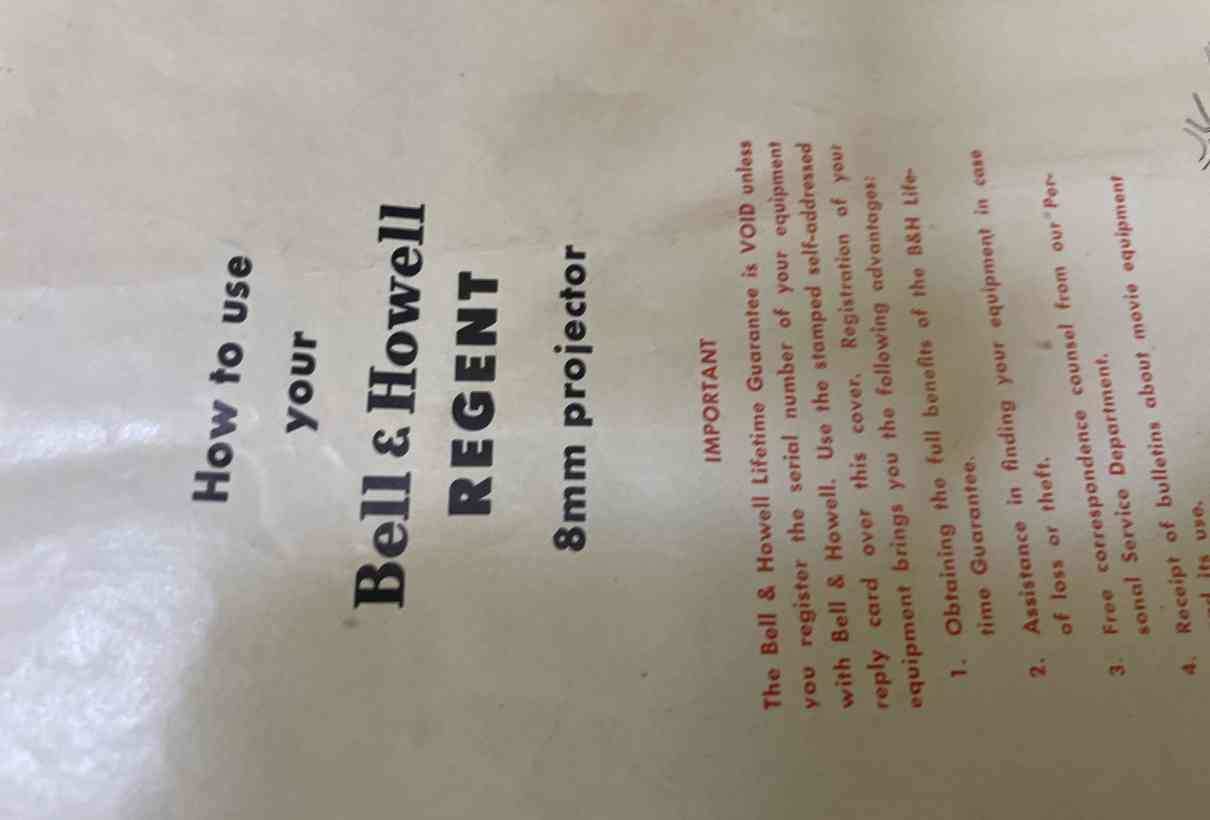 How to use
your
Bell & Howell
REGENT
8mm projector
IMPORTANT
The Bell & Howell Lifetime Guarantee is VOID unless
you register the serial number of your equipment
with Bell & Howell. Use the stamped self-addressed
reply card over this cover. Registration of your
equipment brings you the following advantages:
1. Obtaining the full benefits of the B&H Life-
time Guarantee.
2. Assistance in finding your equipment in case
of loss or theft.
3. Free correspondence counsel from our Per-
sonal Service Department.
4. Receipt of bulletins about movie equipment
its use.